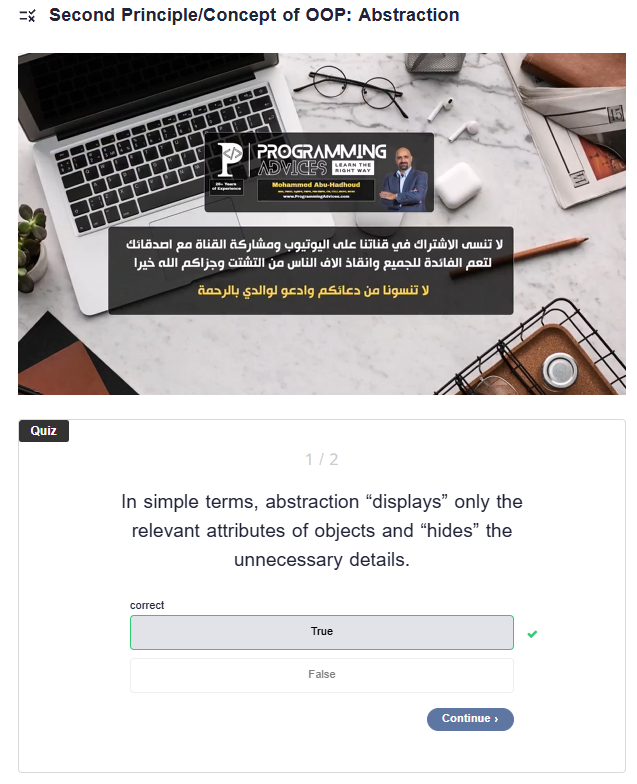 Second Principle/Concept of OOP: Abstraction
PROGRAMMING
ADVICES
LEARN THE
RIGHT WAY
20+ Years
of Experience
Mohammed Abu-Hadhoud
www.ProgrammingAdvices.com
لا تنسى الاشتراك في قناتنا على اليوتيوب ومشاركة القناة مع اصدقائك
لتعم الفائدة للجميع وانقاذ الاف الناس من التشتت وجزاكم الله خيرا
لا تنسونا من دعائكم وادعو لوالدي بالرحمة
Quiz
1 / 2
In simple terms, abstraction “displays” only the
relevant attributes of objects and “hides” the
unnecessary details.
correct
True
False
Continue ›